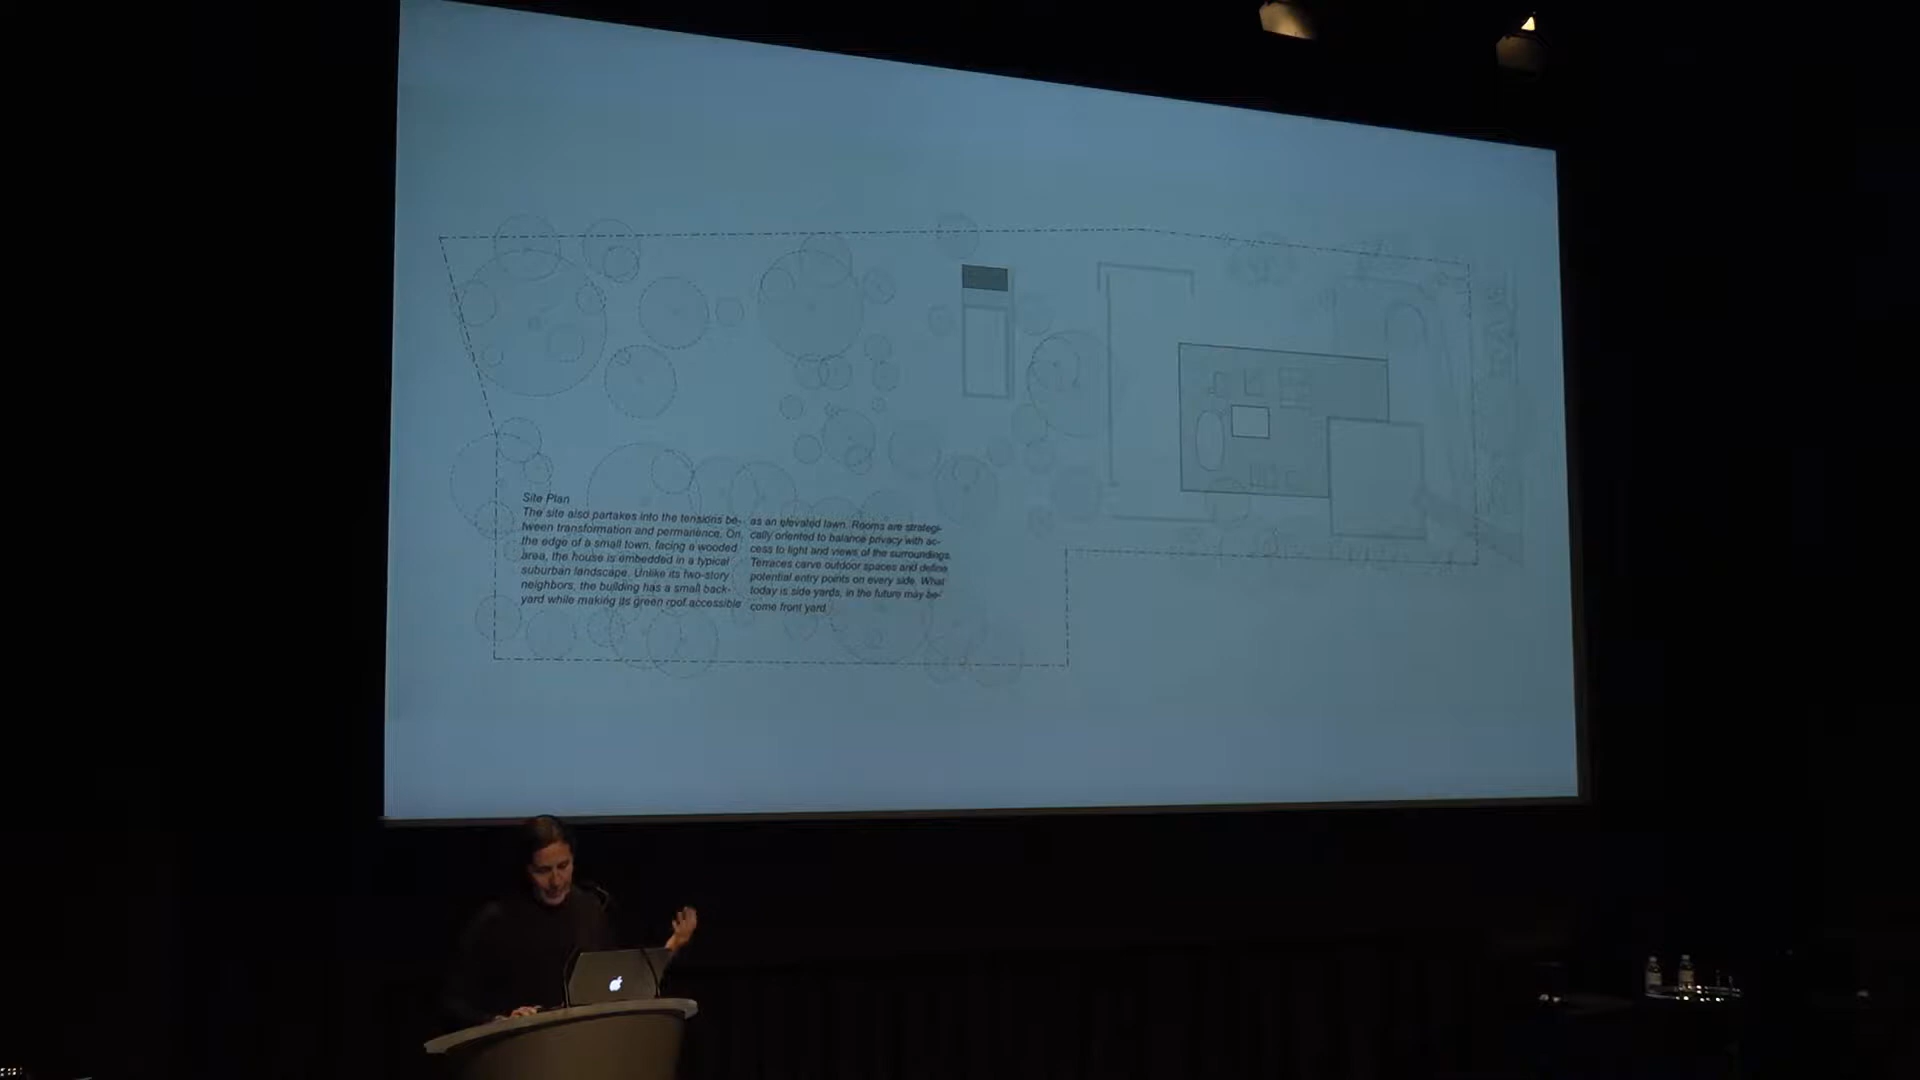 Site Plan
The site also partakes into the tensions be-
tween transformation and permanence. On
the edge of a small town, facing a wooded
area, the house is embedded in a typical
suburban landscape. Unlike its two-story
neighbors, the building has a small back-
yard while making its green roof accessible
as an elevated lawn. Rooms are strategi-
cally oriented to balance privacy with ac-
cess to light and views of the surroundings.
Terraces carve outdoor spaces and define
potential entry points on every side. What
today is side yards, in the future may be-
come front yard.